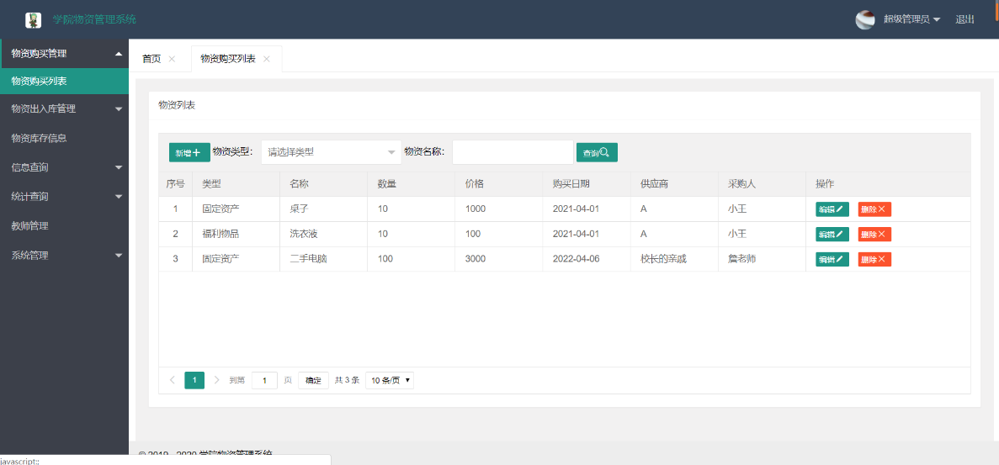 学院物资管理系统
超级管理员 退出
物资购买管理
物资购买列表
物资出入库管理
物资库存信息
信息查询
统计查询
教师管理
系统管理
首页 物资购买列表
物资列表
新增 物资类型: 请选择类型 物资名称: 查询
序号 类型 名称 数量 价格 购买日期 供应商 采购人 操作
1 固定资产 桌子 10 1000 2021-04-01 A 小王 编辑 删除
2 福利物品 洗衣液 10 100 2021-04-01 A 小王 编辑 删除
3 固定资产 二手电脑 100 3000 2022-04-06 校长的亲戚 詹老师 编辑 删除
1 到第 1 页 确定 共 3 条 10 条/页
© 2019 - 2020 学院物资管理系统
javascript:;